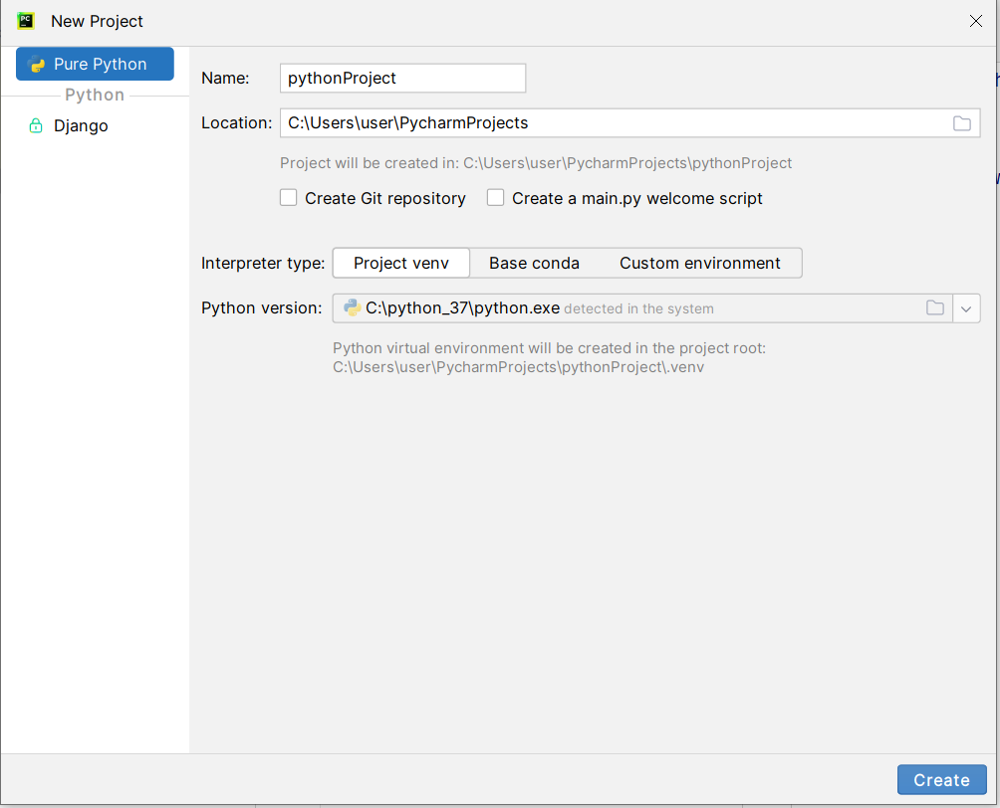 New Project
Pure Python
Python
Django
Name: pythonProject
Location: C:\Users\user\PycharmProjects
Project will be created in: C:\Users\user\PycharmProjects\pythonProject
Create Git repository Create a main.py welcome script
Interpreter type: Project venv Base conda Custom environment
Python version: C:\python_37\python.exe detected in the system
Python virtual environment will be created in the project root:
C:\Users\user\PycharmProjects\pythonProject\.venv
Create